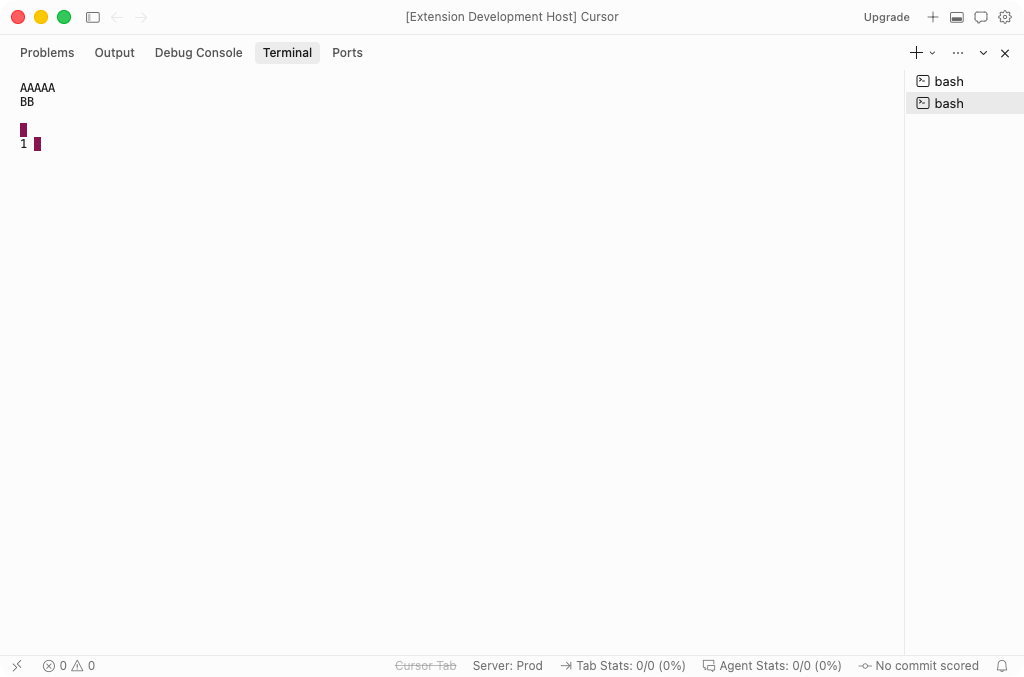 [Extension Development Host] Cursor
Upgrade
Problems Output Debug Console Terminal Ports
AAAAA
BB
1
bash
bash
0 0 Cursor Tab Server: Prod Tab Stats: 0/0 (0%) Agent Stats: 0/0 (0%) No commit scored